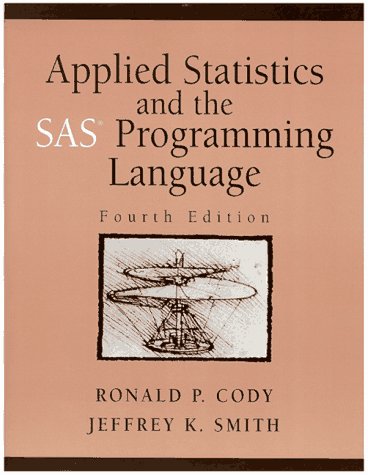 Applied Statistics
and the
SAS® Programming
Language
Fourth Edition
RONALD P. CODY
JEFFREY K. SMITH